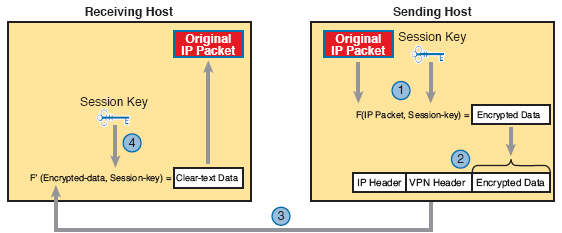 Receiving Host
Sending Host
Original
IP Packet
Session Key
4
F' (Encrypted-data, Session-key) = Clear-text Data
Original
IP Packet
Session Key
1
F(IP Packet, Session-key) = Encrypted Data
2
IP Header VPN Header Encrypted Data
3